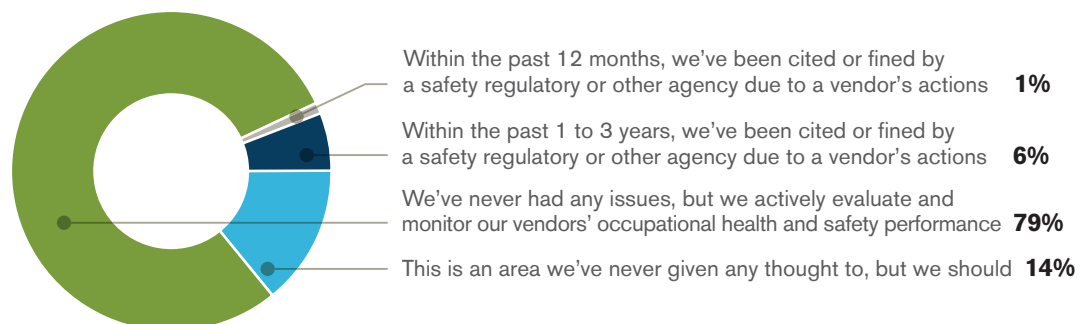 Within the past 12 months, we’ve been cited or fined by
a safety regulatory or other agency due to a vendor’s actions 1%
Within the past 1 to 3 years, we’ve been cited or fined by
a safety regulatory or other agency due to a vendor’s actions 6%
We’ve never had any issues, but we actively evaluate and
monitor our vendors’ occupational health and safety performance 79%
This is an area we’ve never given any thought to, but we should 14%